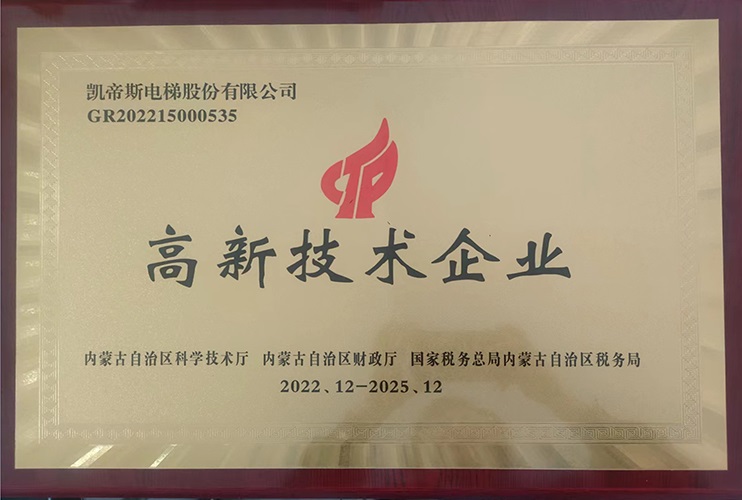 凯帝斯电梯股份有限公司
GR202215000535
高新技术企业
内蒙古自治区科学技术厅 内蒙古自治区财政厅 国家税务总局内蒙古自治区税务局
2022、12-2025、12